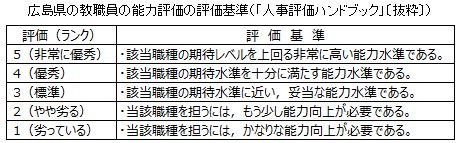 広島県の教職員の能力評価の評価基準(「人事評価ハンドブック」〔抜粋〕)
評価(ランク) 評価基準
5(非常に優秀) ・該当職種の期待レベルを上回る非常に高い能力水準である。
4(優秀) ・該当職種の期待水準を十分に満たす能力水準である。
3(標準) ・該当職種の期待水準に近い,妥当な能力水準である。
2(やや劣る) ・当該職種を担うには,もう少し能力向上が必要である。
1(劣っている) ・当該職種を担うには,かなりな能力向上が必要である。